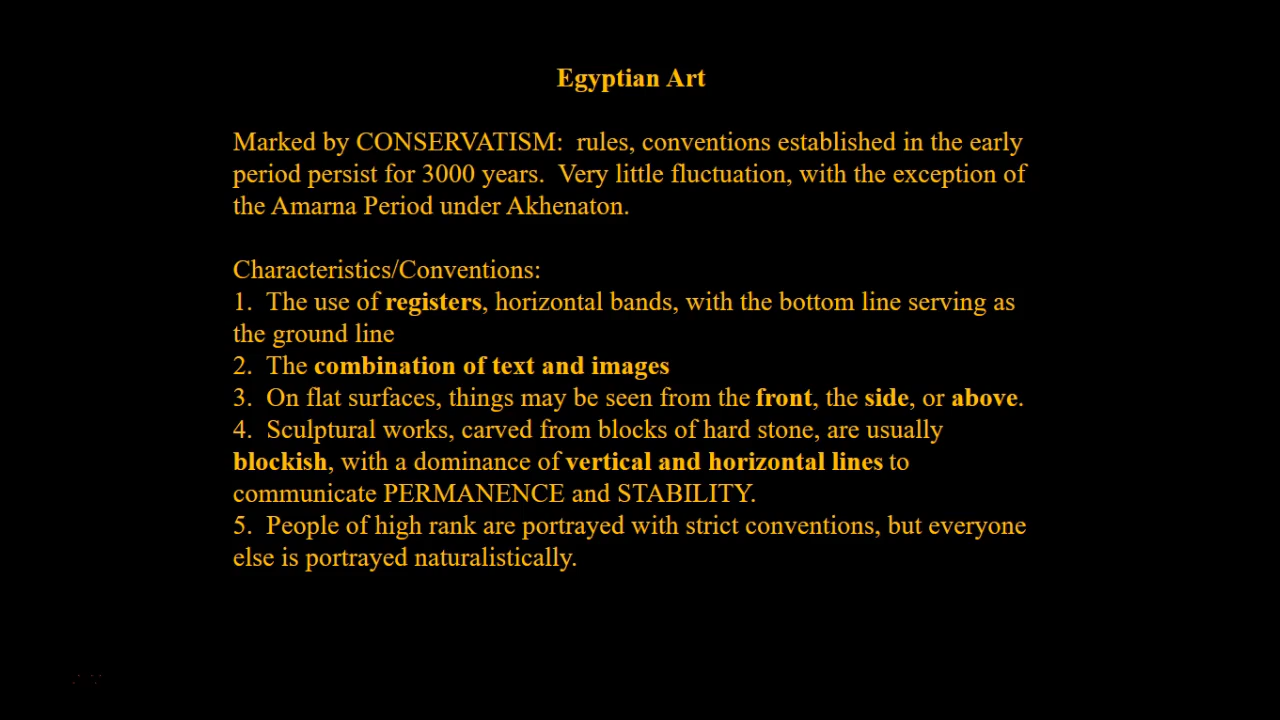 Egyptian Art
Marked by CONSERVATISM:  rules, conventions established in the early
period persist for 3000 years.  Very little fluctuation, with the exception of
the Amarna Period under Akhenaton.
Characteristics/Conventions:
1.  The use of registers, horizontal bands, with the bottom line serving as
the ground line
2.  The combination of text and images
3.  On flat surfaces, things may be seen from the front, the side, or above.
4.  Sculptural works, carved from blocks of hard stone, are usually
blockish, with a dominance of vertical and horizontal lines to
communicate PERMANENCE and STABILITY.
5.  People of high rank are portrayed with strict conventions, but everyone
else is portrayed naturalistically.